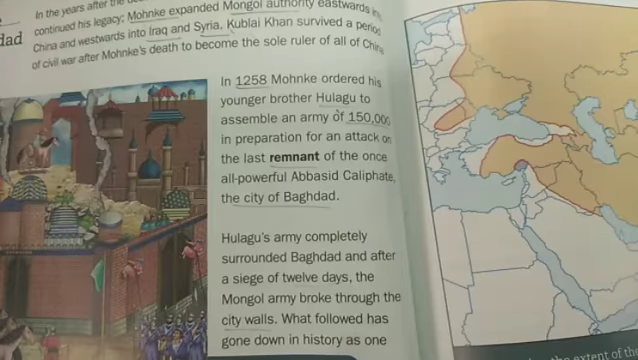 In the years after the
continued his legacy; Mohnke expanded Mongol authority eastwards
China and westwards into Iraq and Syria. Kublai Khan survived a period
of civil war after Mohnke's death to become the sole ruler of all of China
dad
In 1258 Mohnke ordered his
younger brother Hulagu to
assemble an army of 150,000
in preparation for an attack on
the last remnant of the once
all-powerful Abbasid Caliphate,
the city of Baghdad.
Hulagu's army completely
surrounded Baghdad and after
a siege of twelve days, the
Mongol army broke through the
city walls. What followed has
gone down in history as one
the extent of the